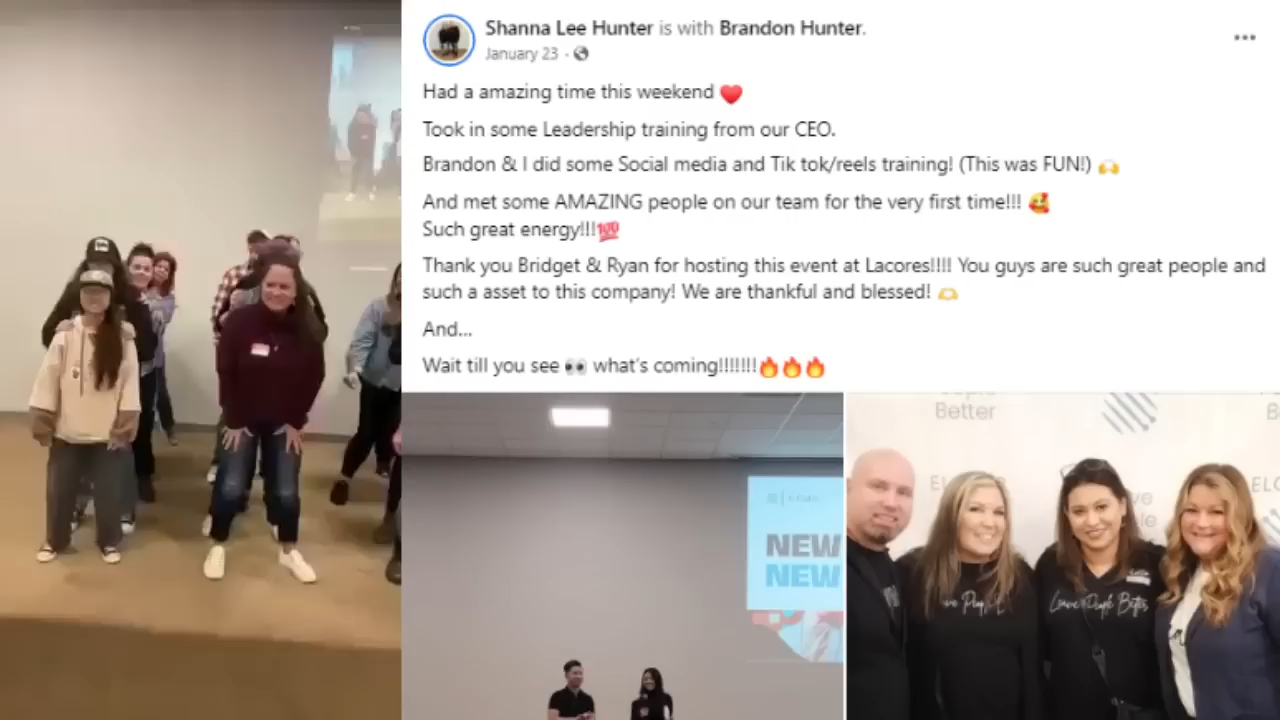 Shanna Lee Hunter is with Brandon Hunter.
January 23 ·
Had a amazing time this weekend ❤️
Took in some Leadership training from our CEO.
Brandon & I did some Social media and Tik tok/reels training! (This was FUN!) 🙌
And met some AMAZING people on our team for the very first time!!! 🥰
Such great energy!!!💯
Thank you Bridget & Ryan for hosting this event at Lacores!!!! You guys are such great people and
such a asset to this company! We are thankful and blessed! 🫶
And...
Wait till you see 👀 what's coming!!!!!!!🔥🔥🔥
NEW
NEW
Better
Leave People Better